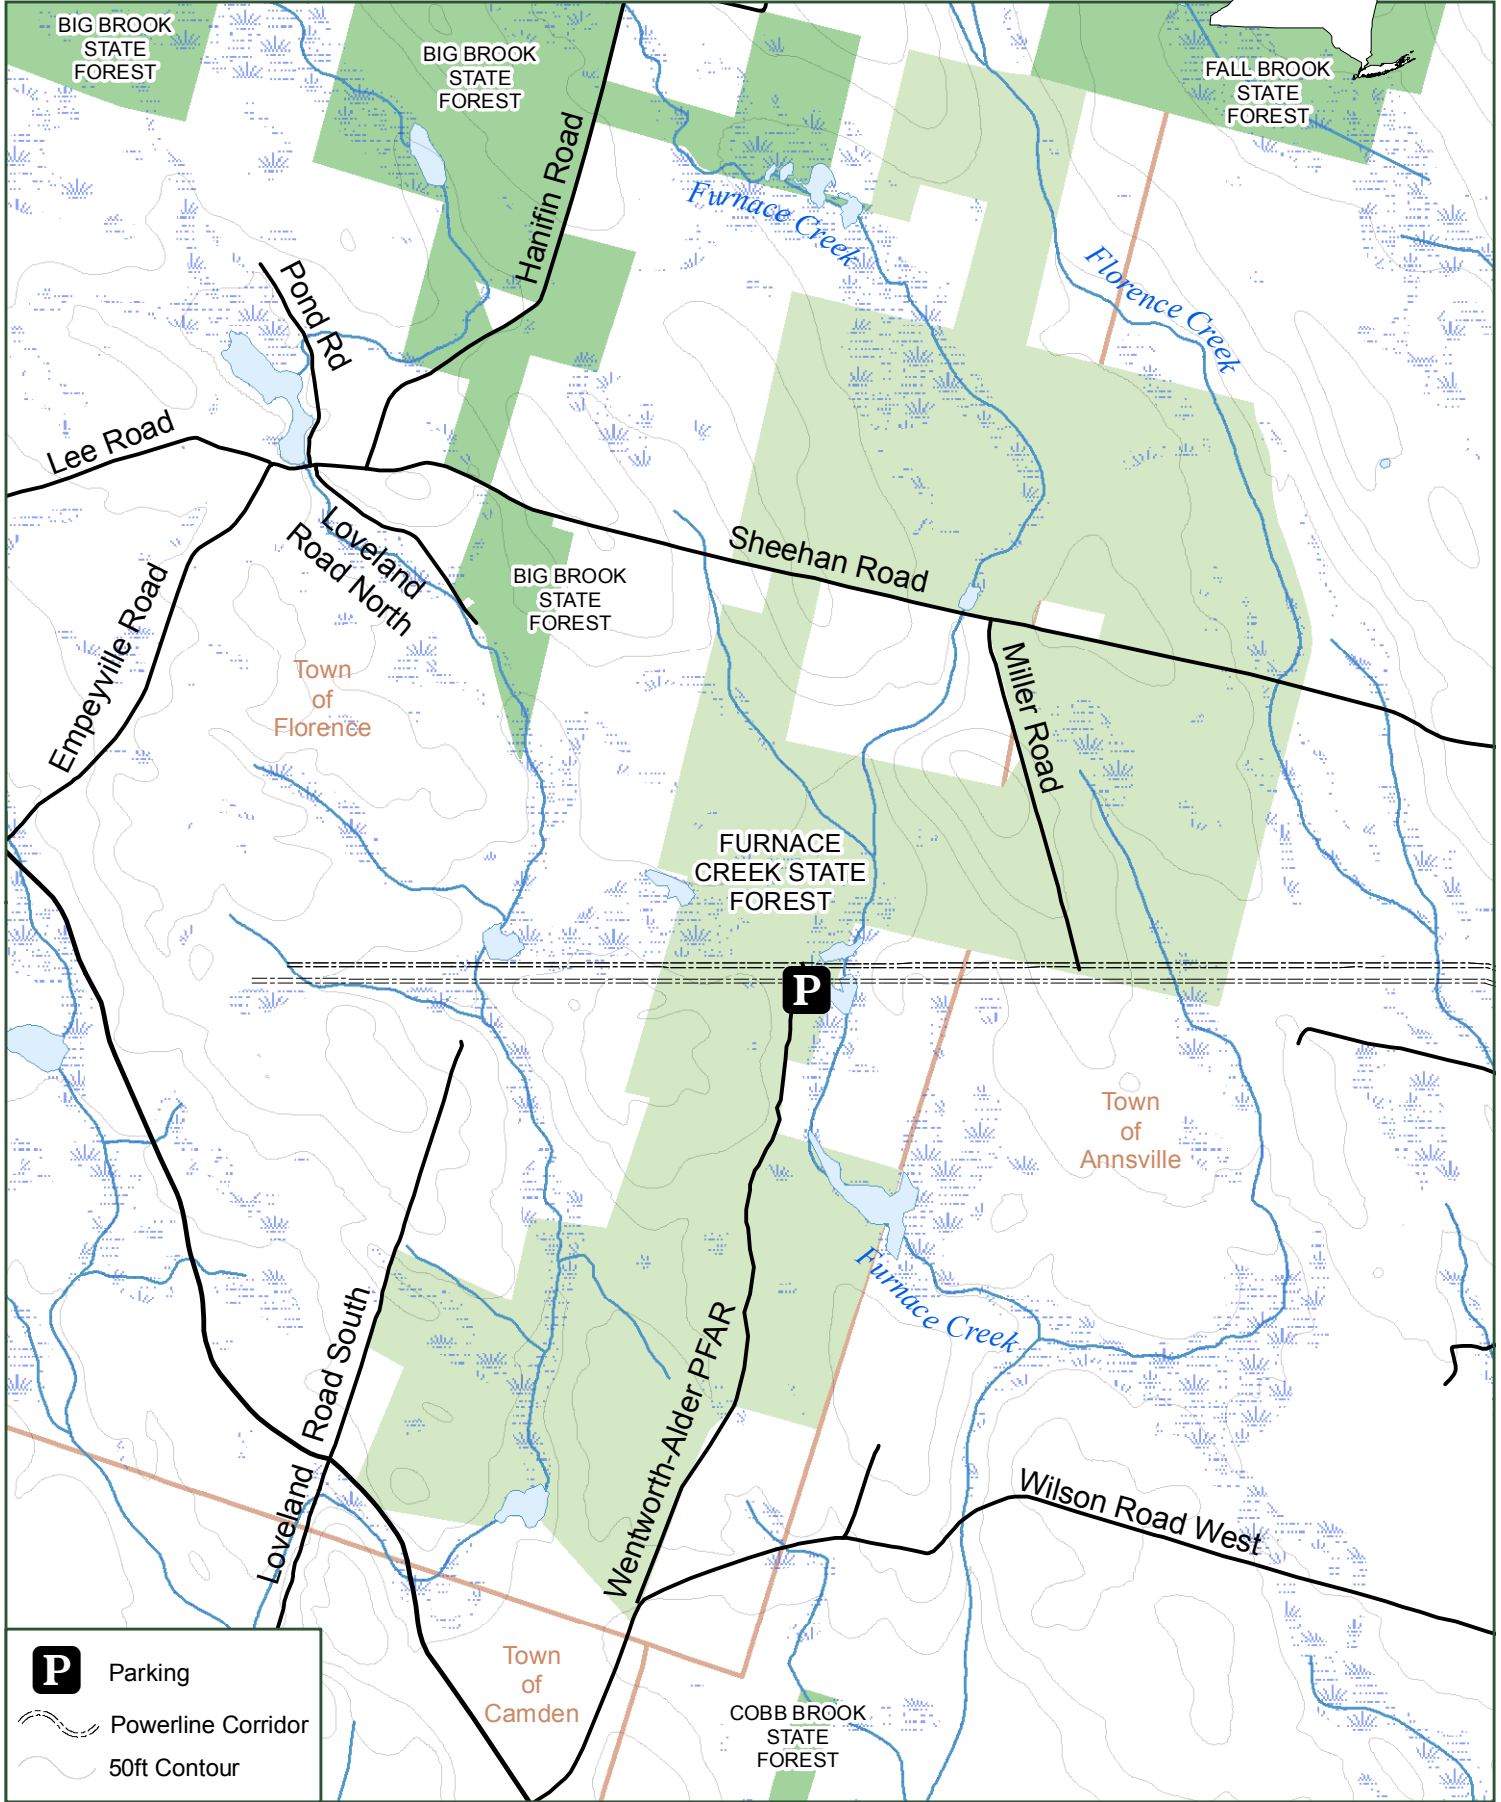 BIG BROOK
STATE
FOREST
BIG BROOK
STATE
FOREST
FALL BROOK
STATE
FOREST
Hanifin Road
Furnace Creek
Florence Creek
Pond Rd
Lee Road
Loveland
Road North
Sheehan Road
BIG BROOK
STATE
FOREST
Empeyville Road
Town
of
Florence
Miller Road
FURNACE
CREEK STATE
FOREST
P
Town
of
Annsville
Furnace Creek
Loveland Road South
Wentworth-Alder PFAR
Wilson Road West
Town
of
Camden
COBB BROOK
STATE
FOREST
P Parking
Powerline Corridor
50ft Contour